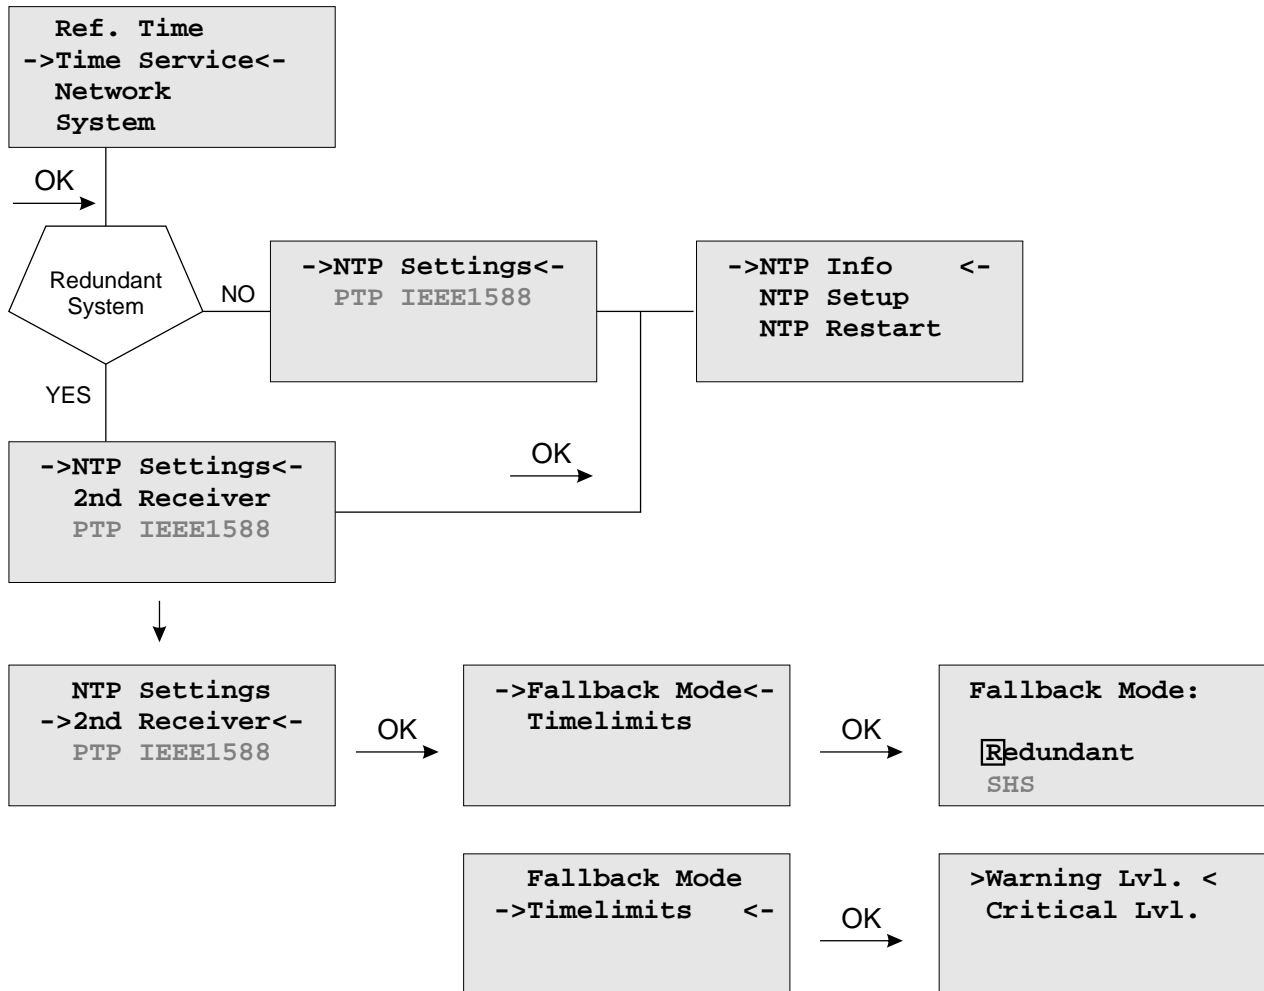 Ref. Time
->Time Service<-
Network
System
OK
Redundant
System
NO
YES
->NTP Settings<-
PTP IEEE1588
->NTP Info <-
NTP Setup
NTP Restart
->NTP Settings<-
2nd Receiver
PTP IEEE1588
OK
NTP Settings
->2nd Receiver<-
PTP IEEE1588
OK
->Fallback Mode<-
Timelimits
OK
Fallback Mode:
Redundant
SHS
Fallback Mode
->Timelimits <-
OK
>Warning Lvl. <
Critical Lvl.